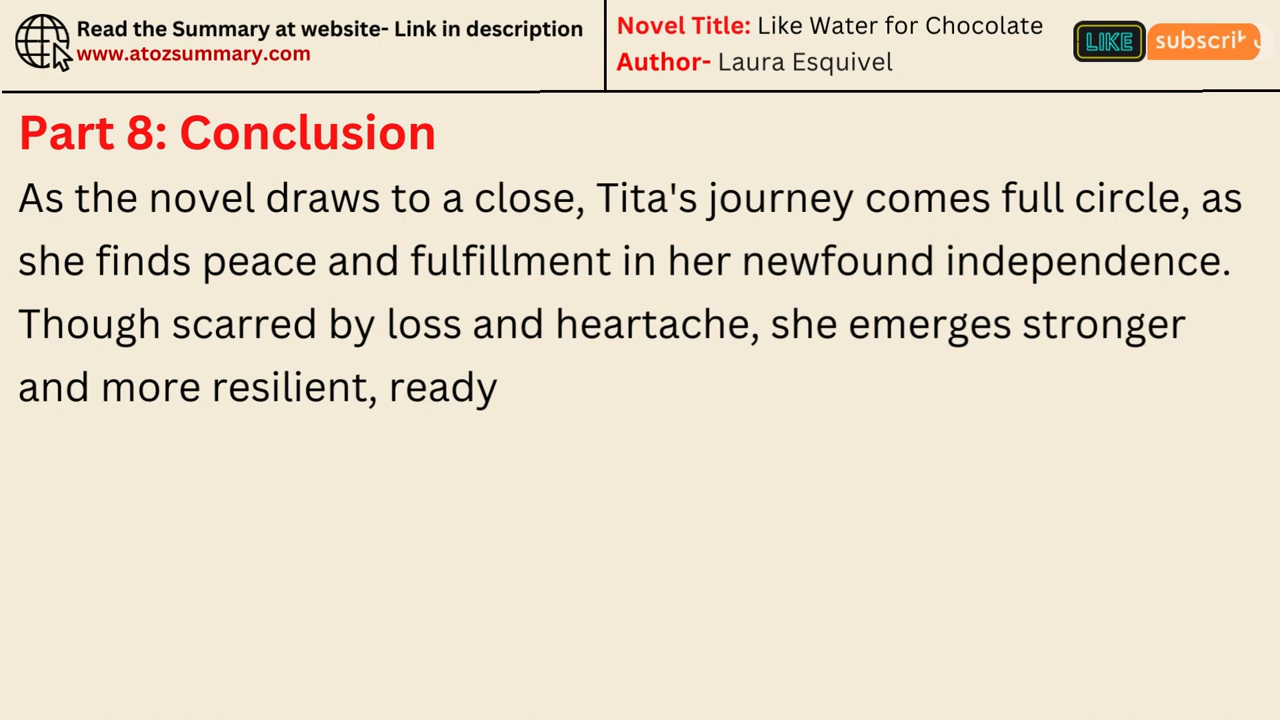 Read the Summary at website- Link in description
www.atozsummary.com
Novel Title: Like Water for Chocolate
Author- Laura Esquivel
LIKE
Part 8: Conclusion
As the novel draws to a close, Tita's journey comes full circle, as
she finds peace and fulfillment in her newfound independence.
Though scarred by loss and heartache, she emerges stronger
and more resilient, ready